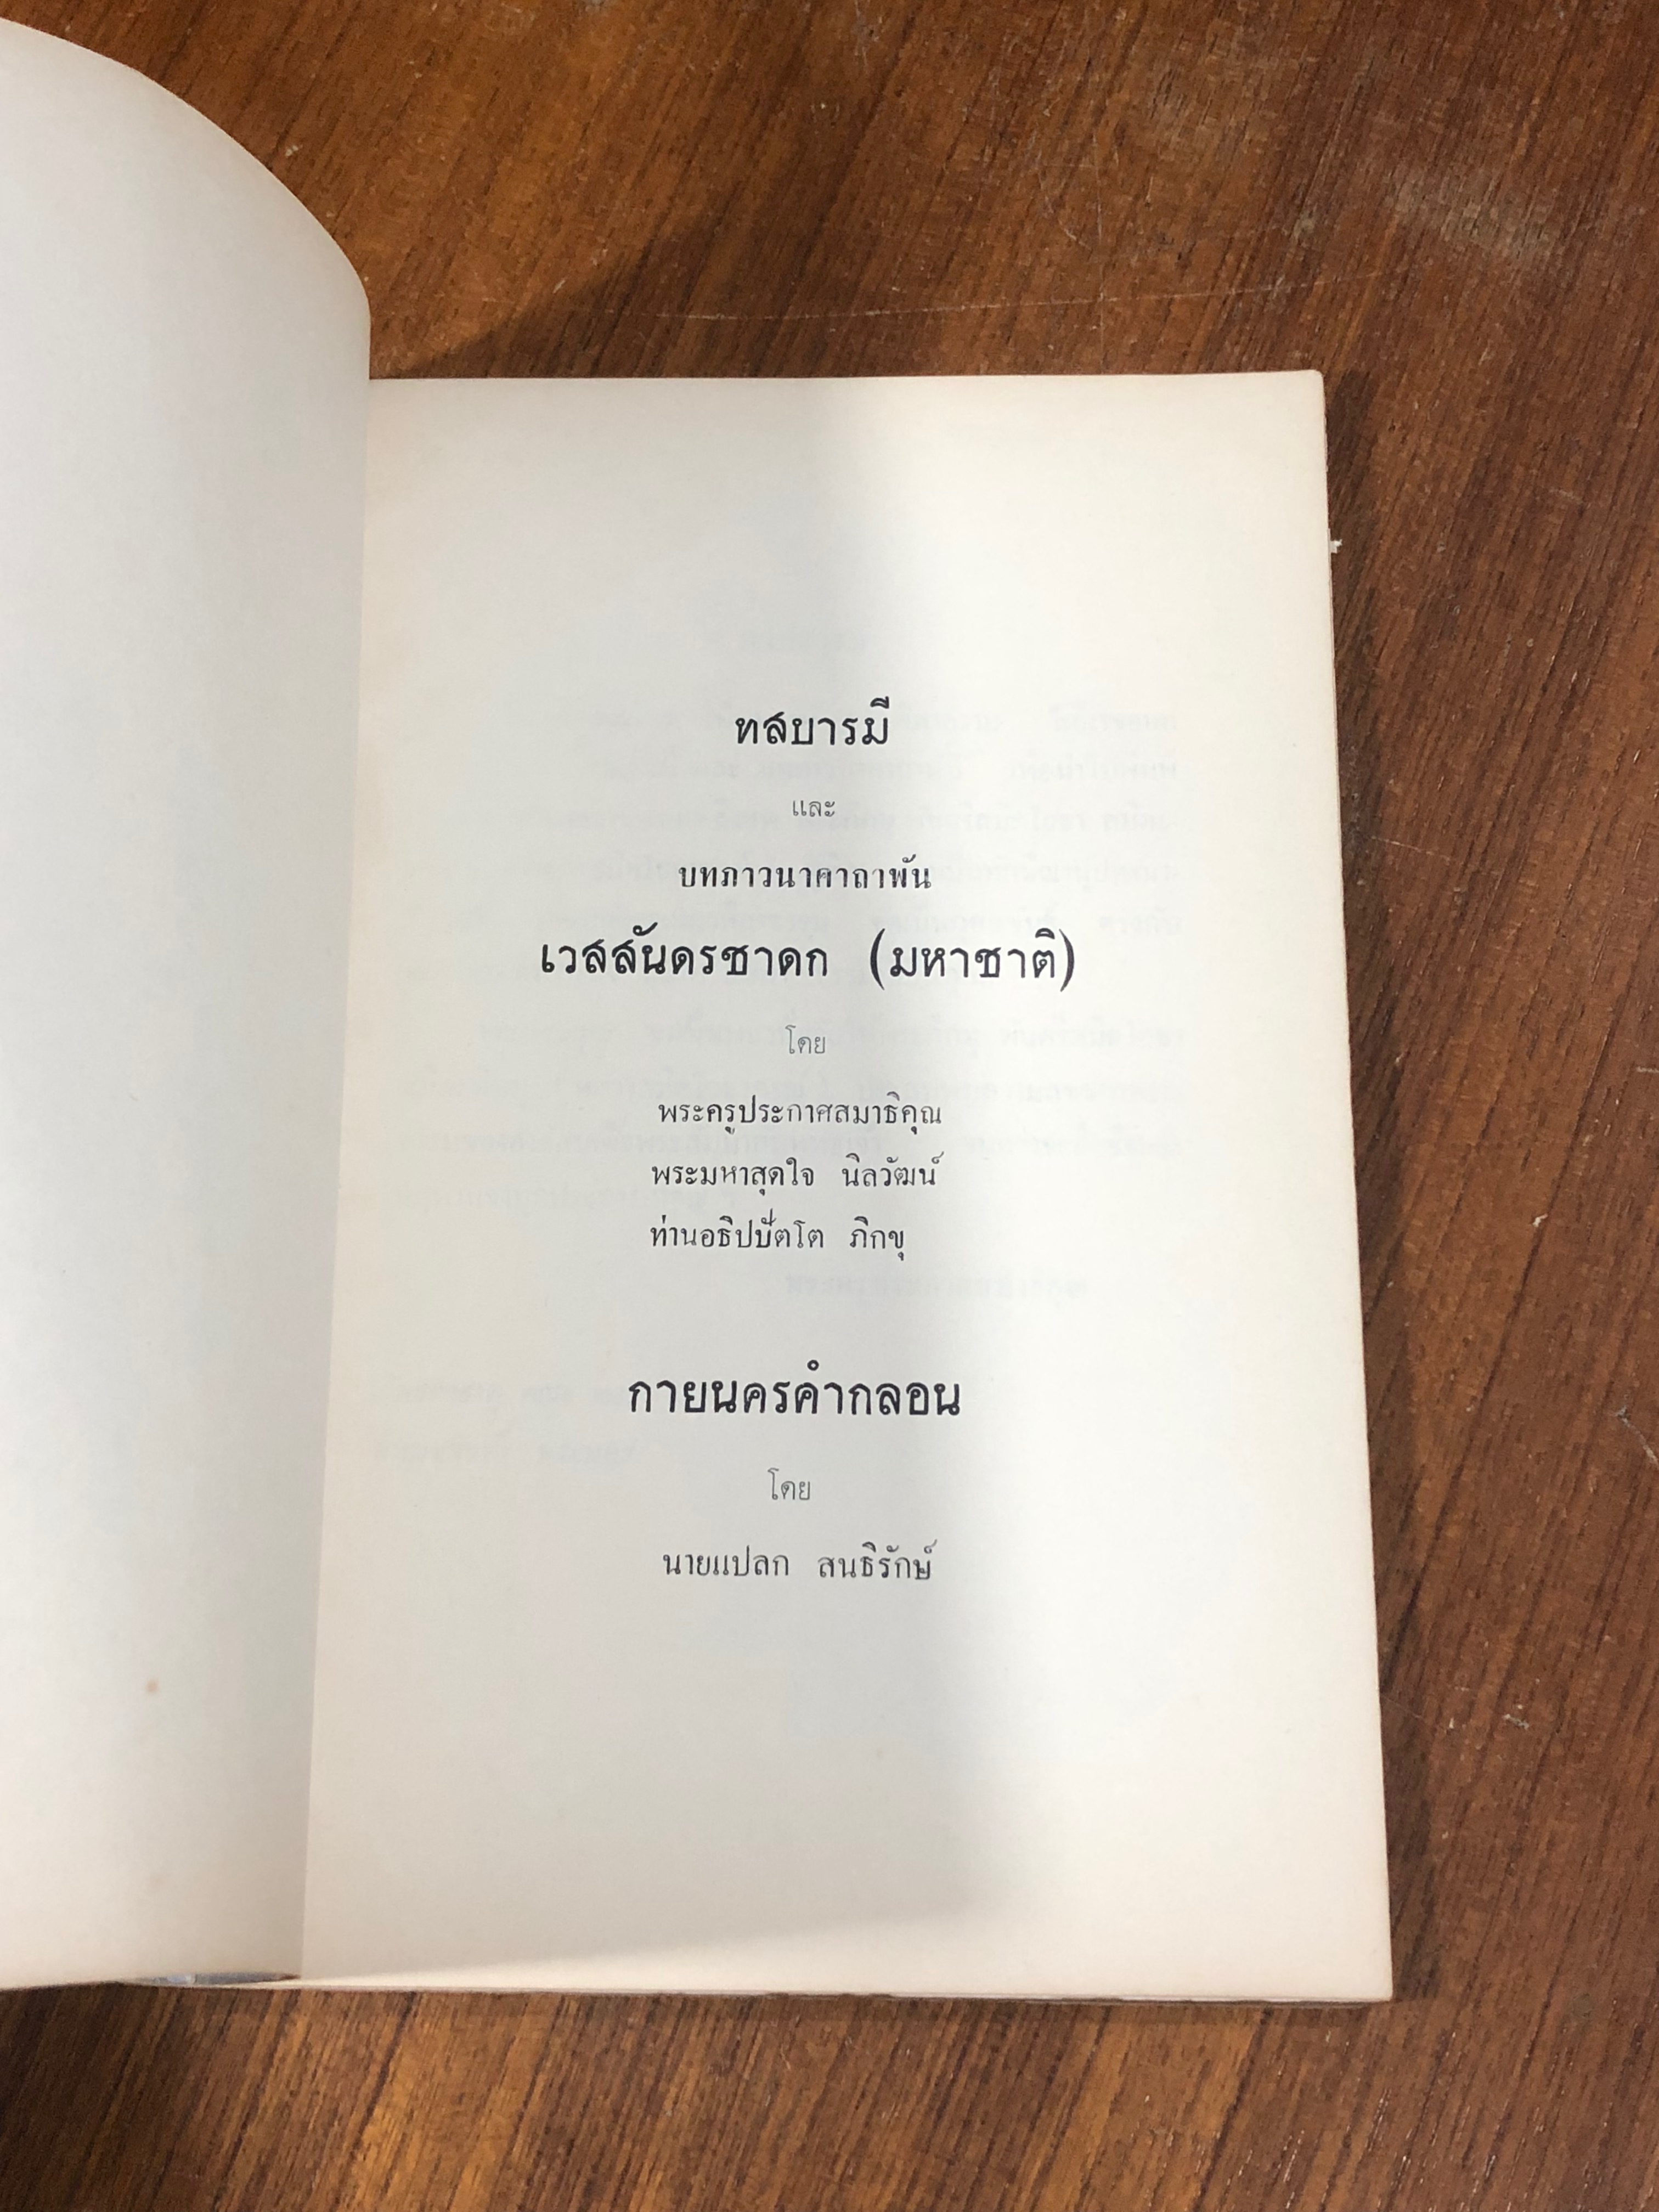 ทสบารมี
และ
บทภาวนาคาถาพัน
เวสสันดรชาดก (มหาชาติ)
โดย
พระครูประกาศสมาธิคุณ
พระมหาสุดใจ นิลวัฒน์
ท่านอธิปปัตโต ภิกขุ
กายนครคำกลอน
โดย
นายแปลก สนธิรักษ์